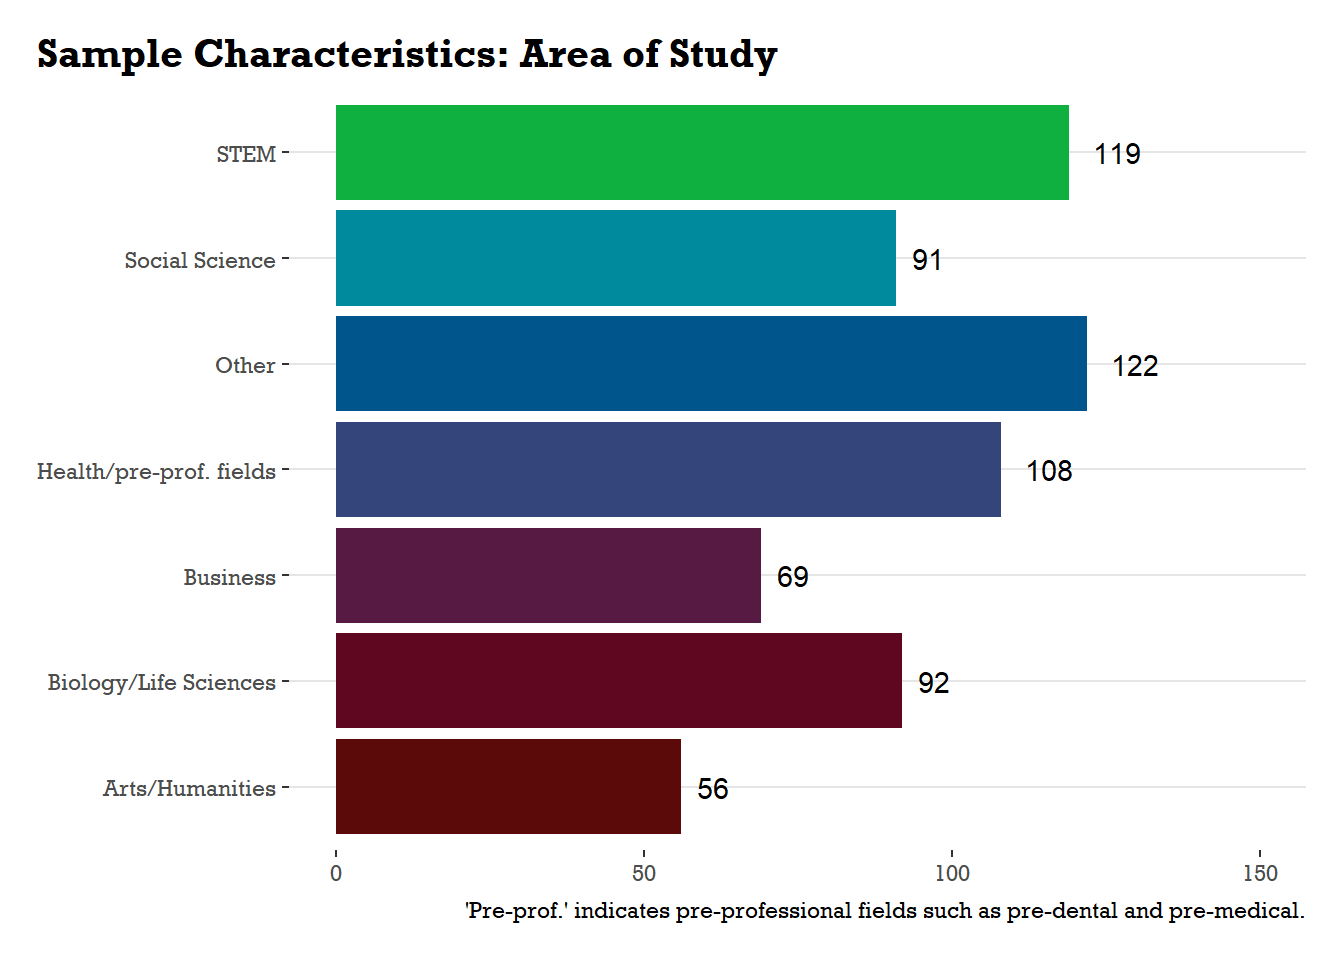 Sample Characteristics: Area of Study
STEM
119
Social Science
91
Other
122
Health/pre-prof. fields
108
Business
69
Biology/Life Sciences
92
Arts/Humanities
56
0 50 100 150
'Pre-prof.' indicates pre-professional fields such as pre-dental and pre-medical.